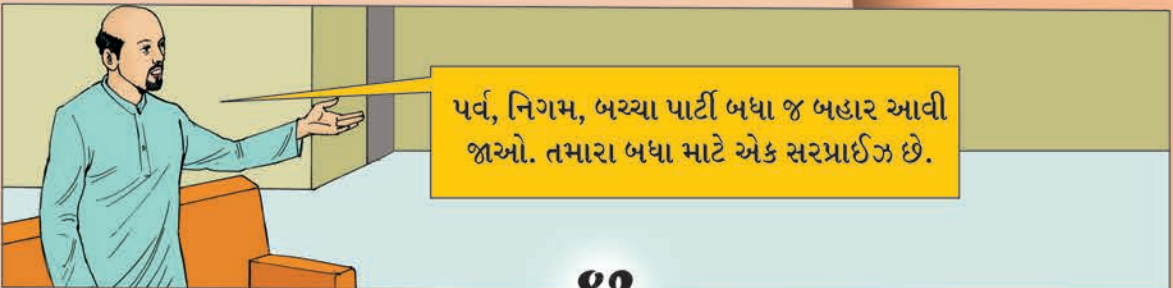 પર્વ, નિગમ, બચ્ચા પાર્ટી બધા જ બહાર આવી
જાઓ. તમારા બધા માટે એક સરપ્રાઈઝ છે.